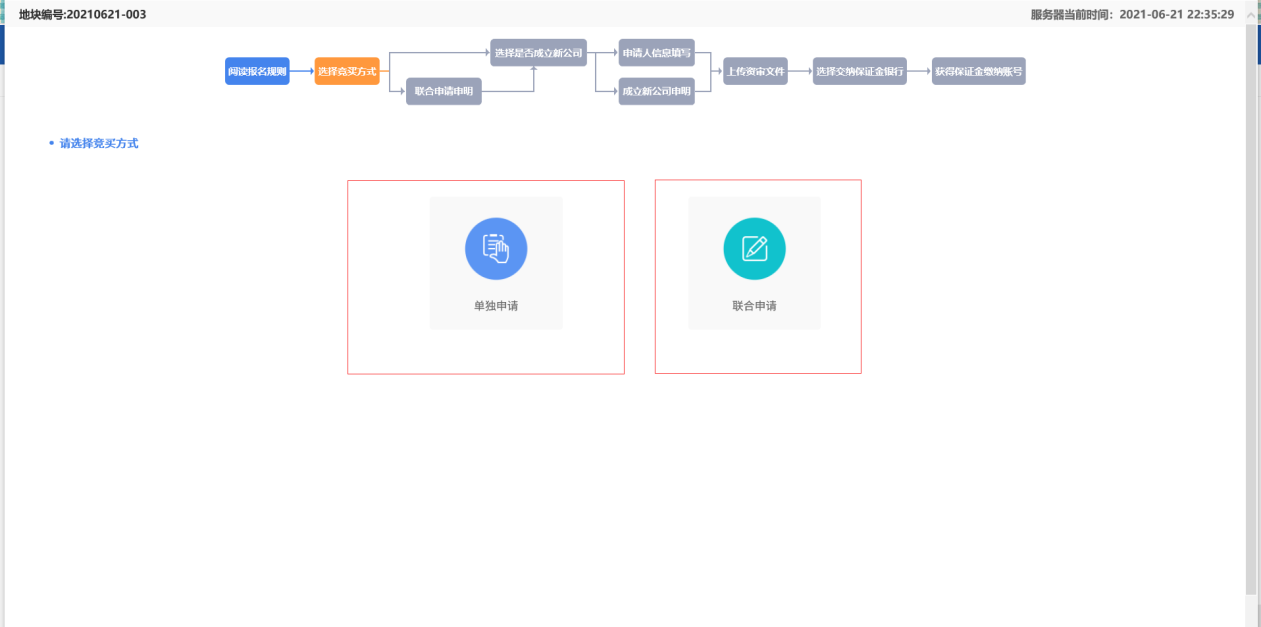 地块编号:20210621-003
服务器当前时间：2021-06-21 22:35:29
阅读报名规则
选择竞买方式
选择是否成立新公司
联合申请申明
申请人信息填写
成立新公司申明
上传资审文件
选择交纳保证金银行
获得保证金缴纳账号
请选择竞买方式
单独申请
联合申请